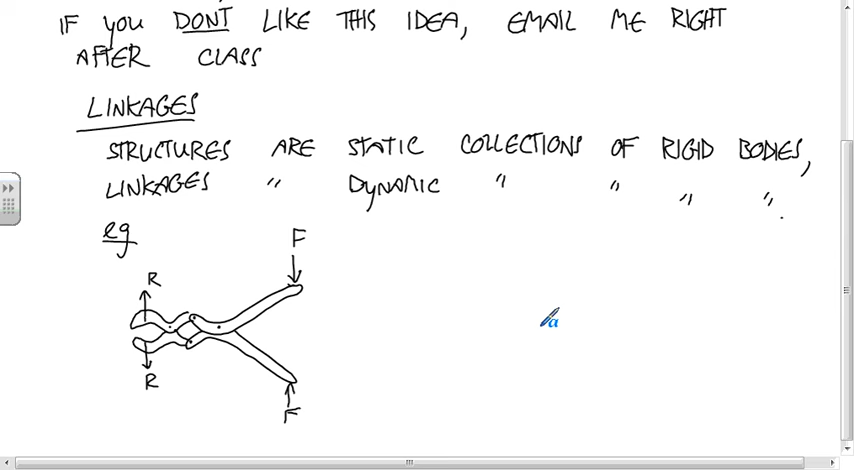 IF you DONT LIKE THIS IDEA, EMAIL ME RIGHT
AFTER CLASS
LINKAGES
STRUCTURES ARE STATIC COLLECTIONS OF RIGID BODIES,
LINKAGES " DYNAMIC " " " ".
eg
F
R
R
F